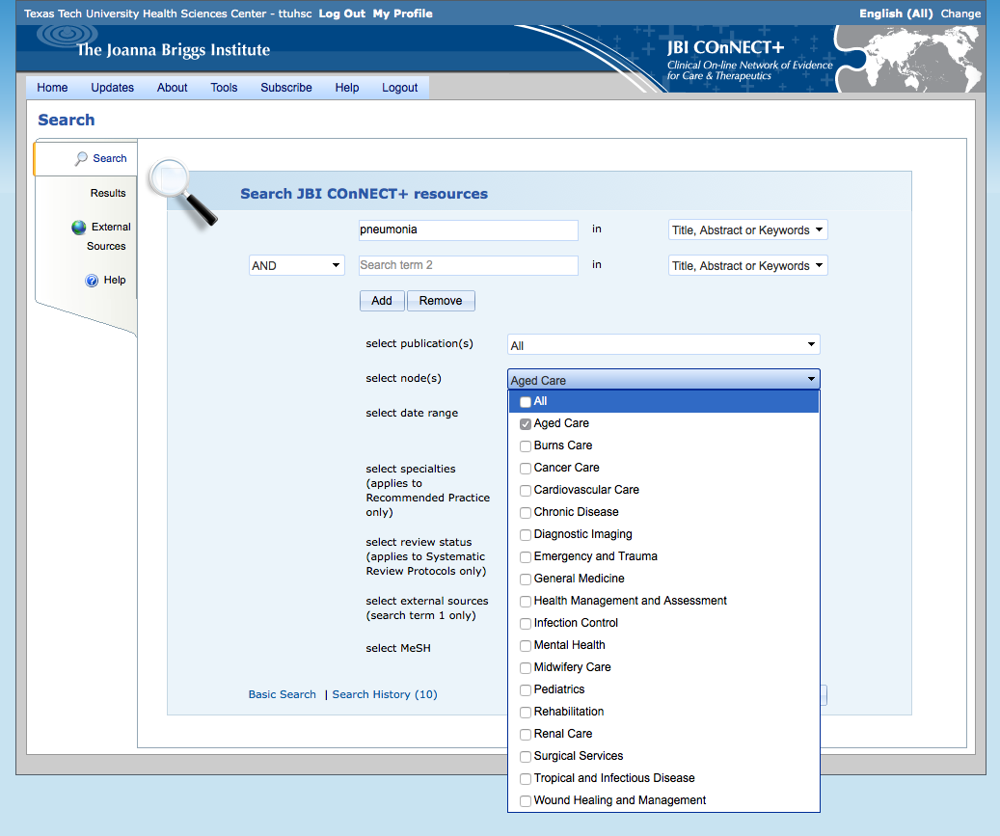 Texas Tech University Health Sciences Center - ttuhsc Log Out My Profile English (All) Change
The Joanna Briggs Institute
JBI COnNECT+
Clinical On-line Network of Evidence
for Care & Therapeutics
Home Updates About Tools Subscribe Help Logout
Search
Search
Results
External
Sources
Help
Search JBI COnNECT+ resources
pneumonia in Title, Abstract or Keywords
AND Search term 2 in Title, Abstract or Keywords
Add Remove
select publication(s) All
select node(s) Aged Care
select date range
select specialties
(applies to
Recommended Practice
only)
select review status
(applies to Systematic
Review Protocols only)
select external sources
(search term 1 only)
select MeSH
All
Aged Care
Burns Care
Cancer Care
Cardiovascular Care
Chronic Disease
Diagnostic Imaging
Emergency and Trauma
General Medicine
Health Management and Assessment
Infection Control
Mental Health
Midwifery Care
Pediatrics
Rehabilitation
Renal Care
Surgical Services
Tropical and Infectious Disease
Wound Healing and Management
Basic Search | Search History (10)